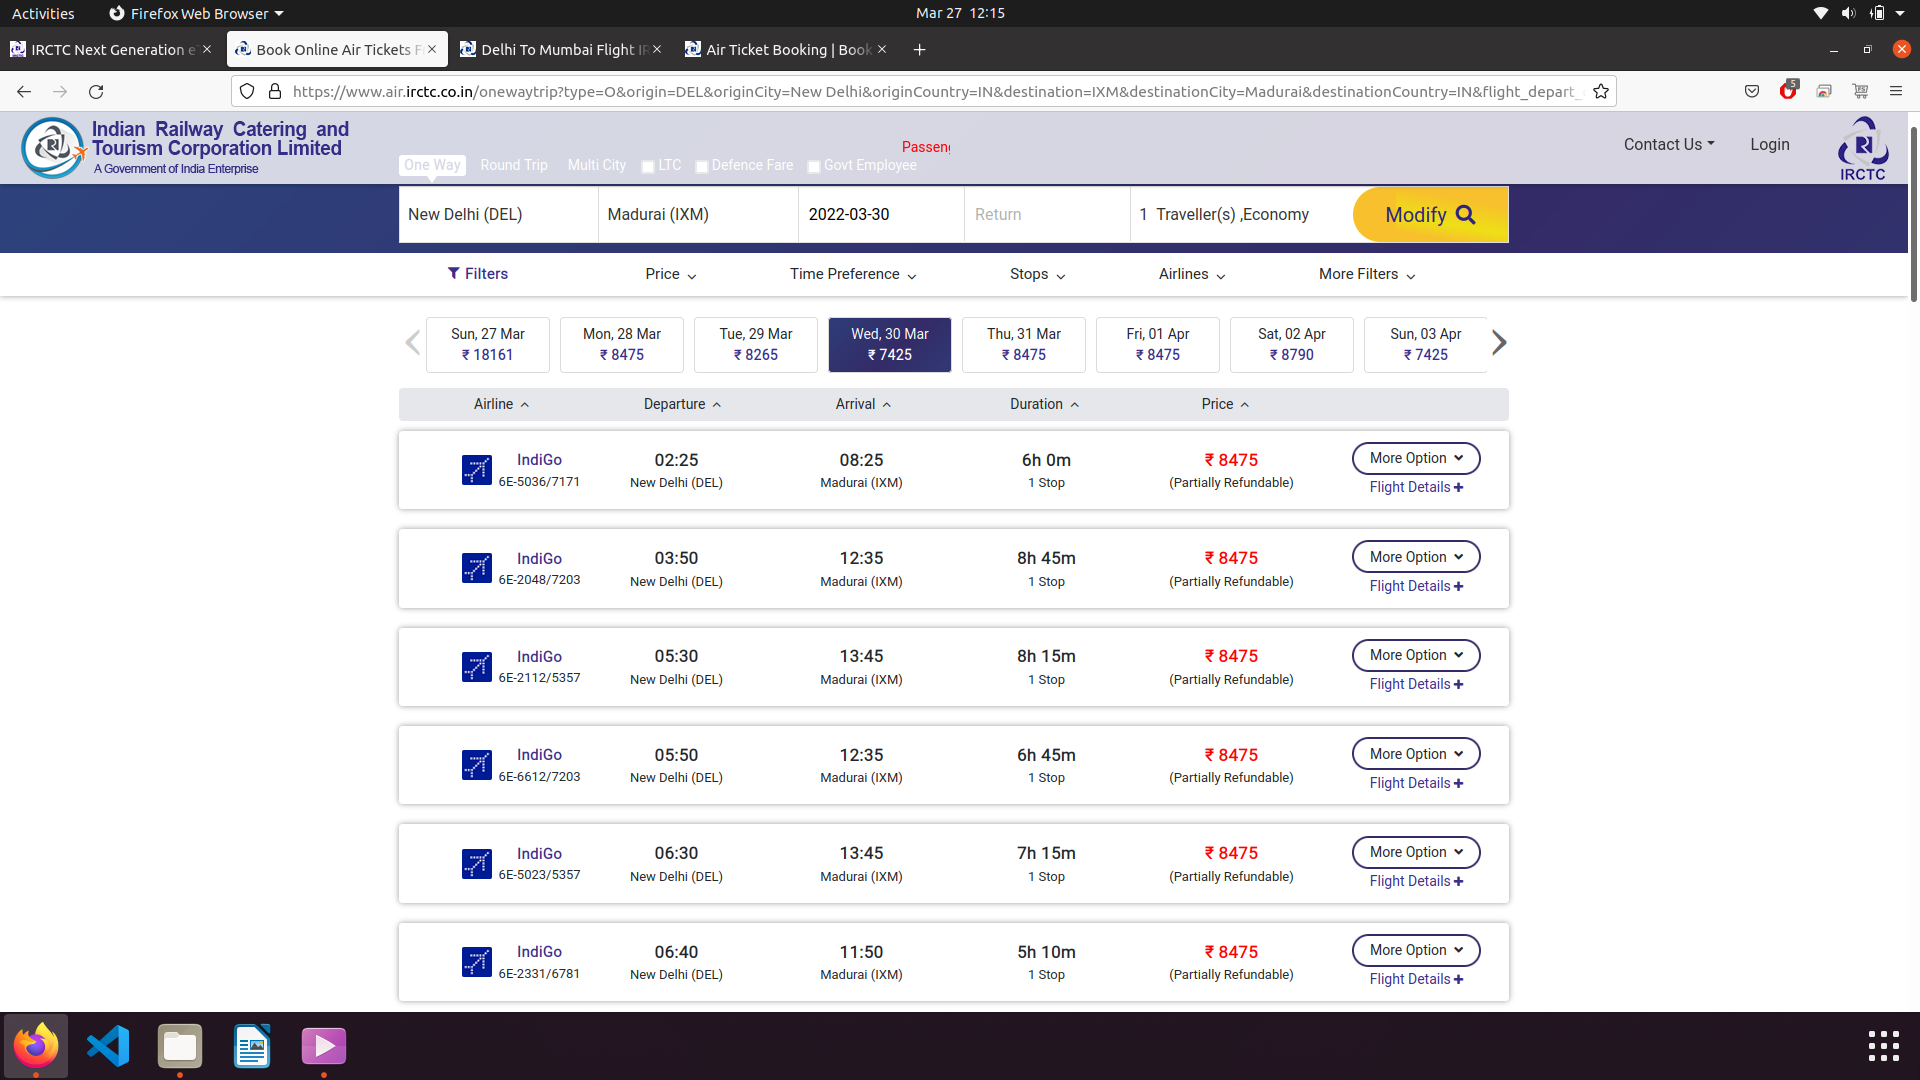 Activities
Firefox Web Browser
Mar 27 12:15
IRCTC Next Generation e
Book Online Air Tickets F
Delhi To Mumbai Flight IR
Air Ticket Booking | Book
https://www.air.irctc.co.in/onewaytrip?type=O&origin=DEL&originCity=New Delhi&originCountry=IN&destination=IXM&destinationCity=Madurai&destinationCountry=IN&flight_depart_
5
Indian Railway Catering and
Tourism Corporation Limited
A Government of India Enterprise
Passeng
One Way Round Trip Multi City LTC Defence Fare Govt Employee
Contact Us Login
IRCTC
New Delhi (DEL) Madurai (IXM) 2022-03-30 Return 1 Traveller(s) ,Economy Modify
Filters Price Time Preference Stops Airlines More Filters
Sun, 27 Mar Mon, 28 Mar Tue, 29 Mar Wed, 30 Mar Thu, 31 Mar Fri, 01 Apr Sat, 02 Apr Sun, 03 Apr
₹ 18161 ₹ 8475 ₹ 8265 ₹ 7425 ₹ 8475 ₹ 8475 ₹ 8790 ₹ 7425
Airline Departure Arrival Duration Price
IndiGo 02:25 08:25 6h 0m ₹ 8475 More Option
6E-5036/7171 New Delhi (DEL) Madurai (IXM) 1 Stop (Partially Refundable) Flight Details+
IndiGo 03:50 12:35 8h 45m ₹ 8475 More Option
6E-2048/7203 New Delhi (DEL) Madurai (IXM) 1 Stop (Partially Refundable) Flight Details+
IndiGo 05:30 13:45 8h 15m ₹ 8475 More Option
6E-2112/5357 New Delhi (DEL) Madurai (IXM) 1 Stop (Partially Refundable) Flight Details+
IndiGo 05:50 12:35 6h 45m ₹ 8475 More Option
6E-6612/7203 New Delhi (DEL) Madurai (IXM) 1 Stop (Partially Refundable) Flight Details+
IndiGo 06:30 13:45 7h 15m ₹ 8475 More Option
6E-5023/5357 New Delhi (DEL) Madurai (IXM) 1 Stop (Partially Refundable) Flight Details+
IndiGo 06:40 11:50 5h 10m ₹ 8475 More Option
6E-2331/6781 New Delhi (DEL) Madurai (IXM) 1 Stop (Partially Refundable) Flight Details+